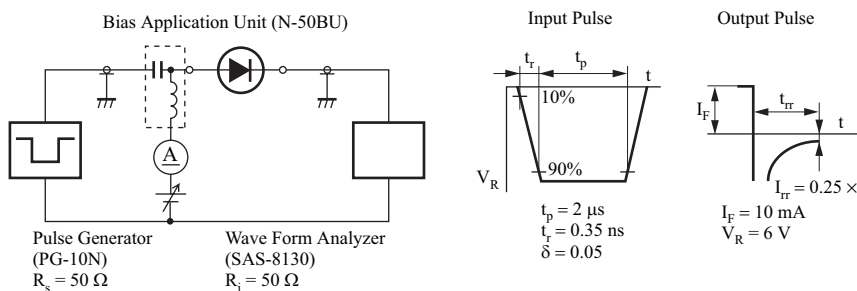 Bias Application Unit (N-50BU)
A
Pulse Generator
(PG-10N)
R_s = 50 Ω
Wave Form Analyzer
(SAS-8130)
R_i = 50 Ω
Input Pulse
t_r
t_p
t
10%
90%
V_R
t_p = 2 µs
t_r = 0.35 ns
δ = 0.05
Output Pulse
I_F
t_rr
t
I_rr = 0.25 ×
I_F = 10 mA
V_R = 6 V